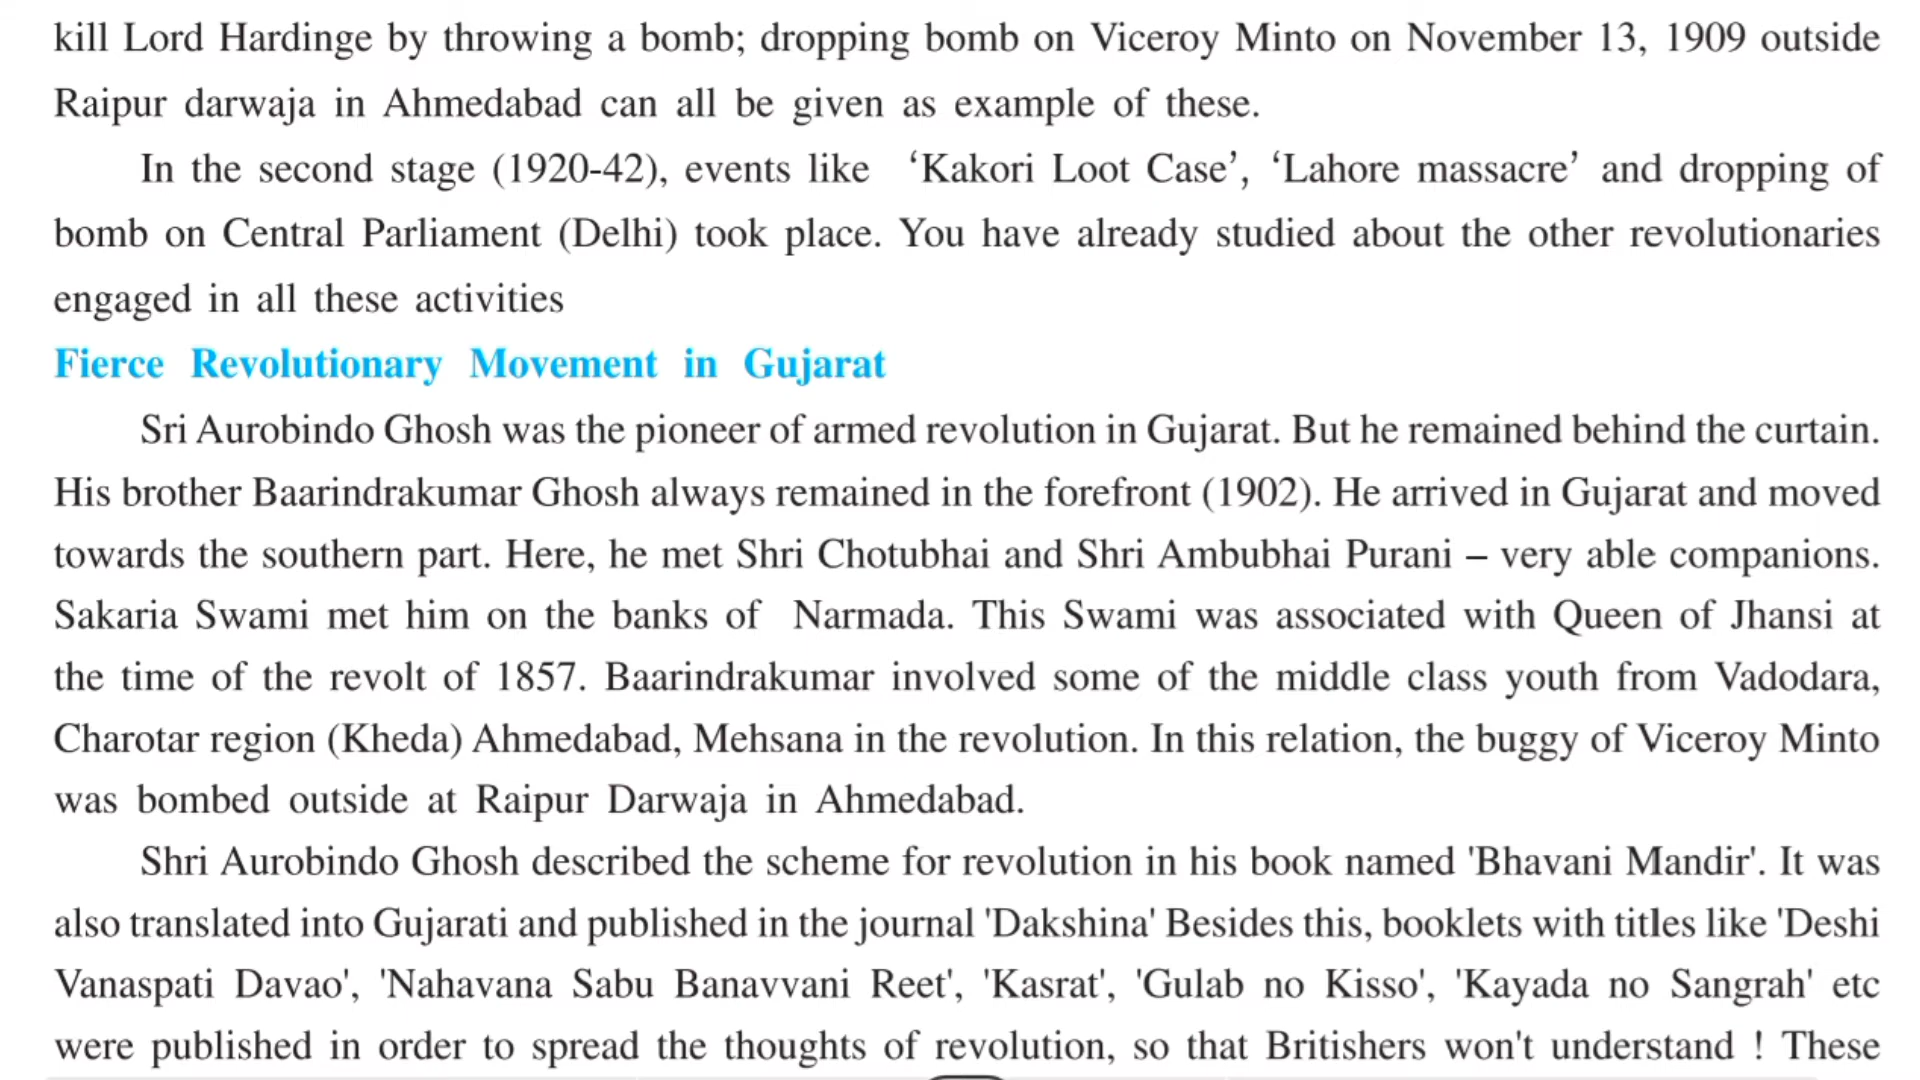 kill Lord Hardinge by throwing a bomb; dropping bomb on Viceroy Minto on November 13, 1909 outside
Raipur darwaja in Ahmedabad can all be given as example of these.
In the second stage (1920-42), events like ‘Kakori Loot Case’, ‘Lahore massacre’ and dropping of
bomb on Central Parliament (Delhi) took place. You have already studied about the other revolutionaries
engaged in all these activities
Fierce Revolutionary Movement in Gujarat
Sri Aurobindo Ghosh was the pioneer of armed revolution in Gujarat. But he remained behind the curtain.
His brother Baarindrakumar Ghosh always remained in the forefront (1902). He arrived in Gujarat and moved
towards the southern part. Here, he met Shri Chotubhai and Shri Ambubhai Purani – very able companions.
Sakaria Swami met him on the banks of Narmada. This Swami was associated with Queen of Jhansi at
the time of the revolt of 1857. Baarindrakumar involved some of the middle class youth from Vadodara,
Charotar region (Kheda) Ahmedabad, Mehsana in the revolution. In this relation, the buggy of Viceroy Minto
was bombed outside at Raipur Darwaja in Ahmedabad.
Shri Aurobindo Ghosh described the scheme for revolution in his book named 'Bhavani Mandir'. It was
also translated into Gujarati and published in the journal 'Dakshina' Besides this, booklets with titles like 'Deshi
Vanaspati Davao', 'Nahavana Sabu Banavvani Reet', 'Kasrat', 'Gulab no Kisso', 'Kayada no Sangrah' etc
were published in order to spread the thoughts of revolution, so that Britishers won't understand ! These